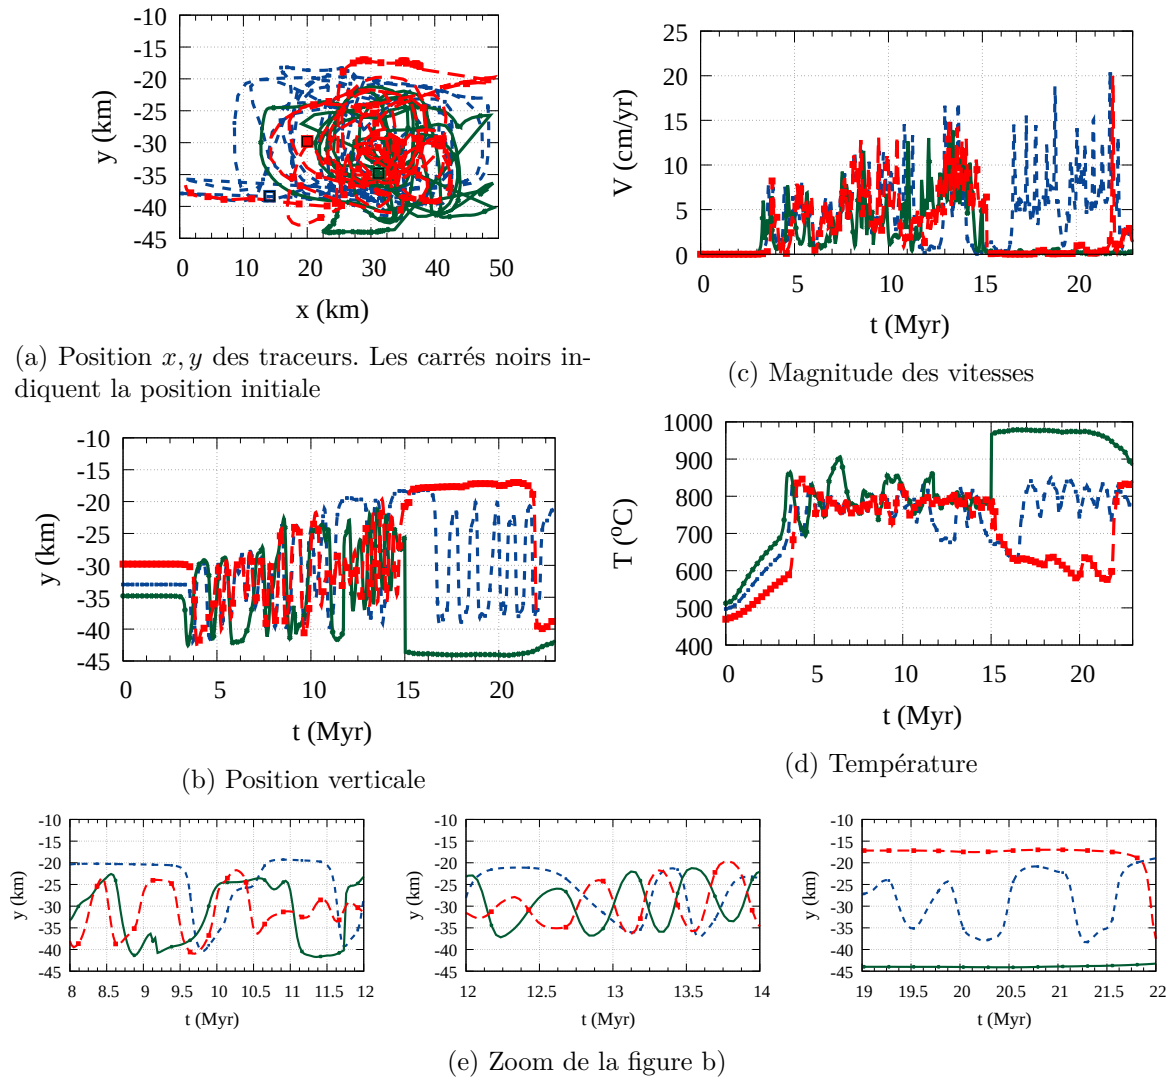 -10
-15
-20
-25
-30
-35
-40
-45
y (km)
0 10 20 30 40 50
x (km)
(a) Position x, y des traceurs. Les carrés noirs in-
diquent la position initiale
25
20
15
10
5
0
V (cm/yr)
0 5 10 15 20
t (Myr)
(c) Magnitude des vitesses
-10
-15
-20
-25
-30
-35
-40
-45
y (km)
0 5 10 15 20
t (Myr)
(b) Position verticale
1000
900
800
700
600
500
400
T (°C)
0 5 10 15 20
t (Myr)
(d) Température
-10
-15
-20
-25
-30
-35
-40
-45
y (km)
8 8.5 9 9.5 10 10.5 11 11.5 12
t (Myr)
-10
-15
-20
-25
-30
-35
-40
-45
y (km)
12 12.5 13 13.5 14
t (Myr)
-10
-15
-20
-25
-30
-35
-40
-45
y (km)
19 19.5 20 20.5 21 21.5 22
t (Myr)
(e) Zoom de la figure b)